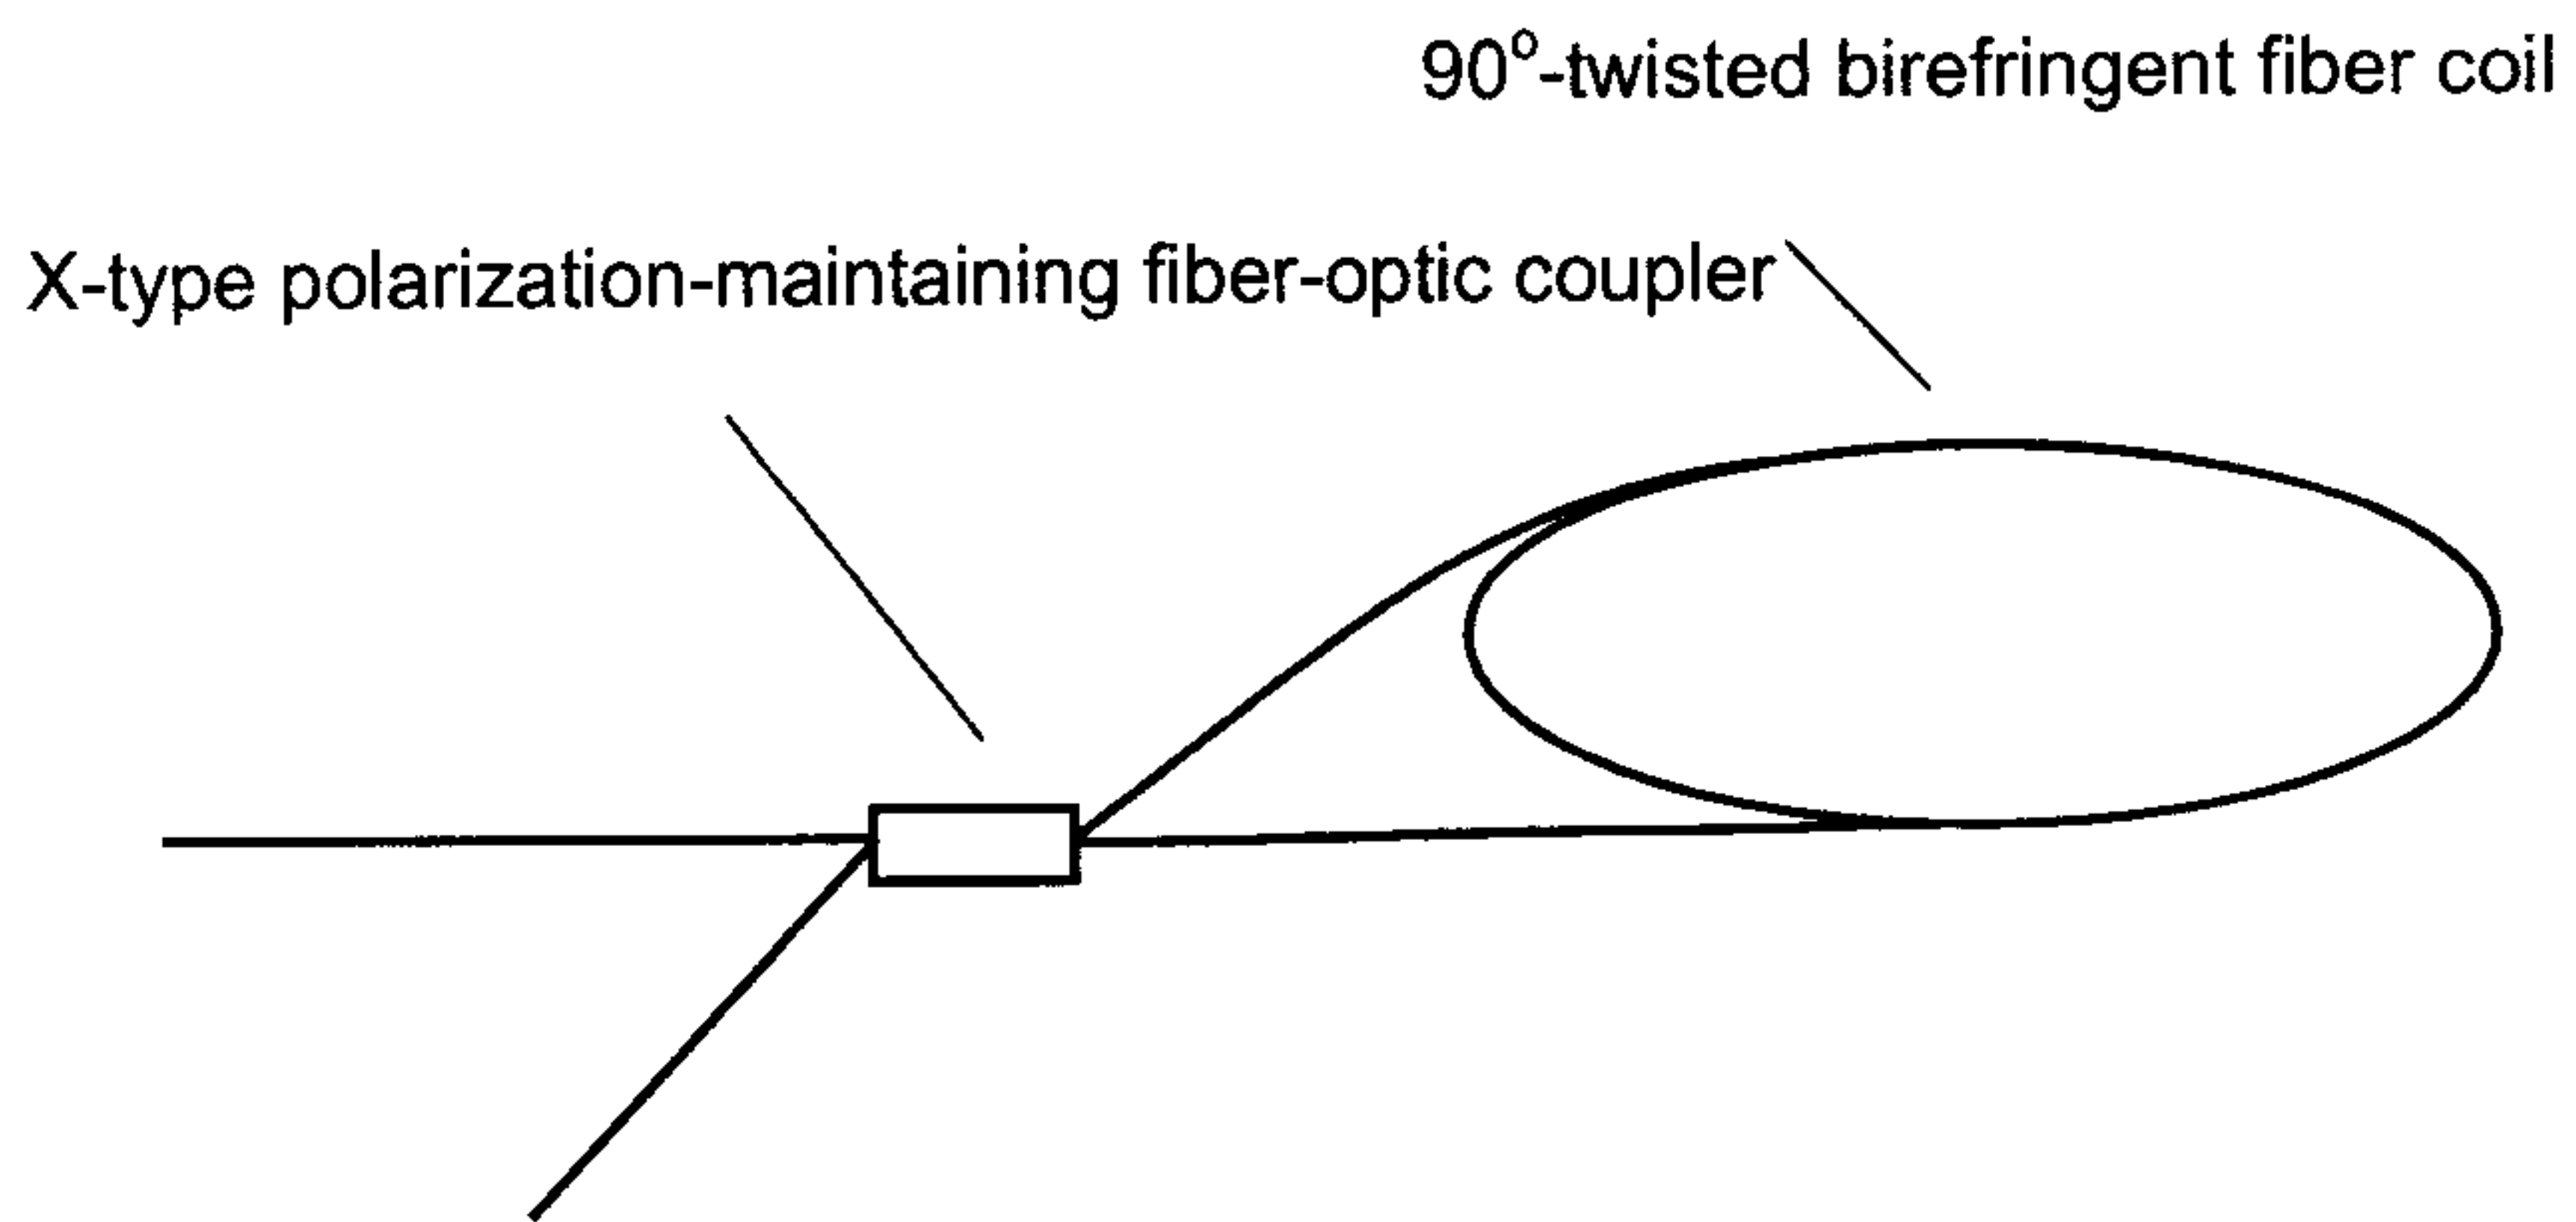 90°-twisted birefringent fiber coil
X-type polarization-maintaining fiber-optic coupler